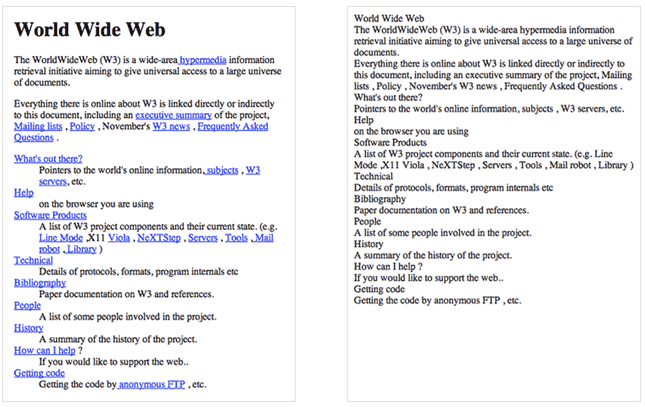 World Wide Web
The WorldWideWeb (W3) is a wide-area hypermedia information
retrieval initiative aiming to give universal access to a large universe
of documents.
Everything there is online about W3 is linked directly or indirectly
to this document, including an executive summary of the project,
Mailing lists , Policy , November's W3 news , Frequently Asked
Questions .
What's out there?
Pointers to the world's online information, subjects , W3
servers, etc.
Help
on the browser you are using
Software Products
A list of W3 project components and their current state. (e.g.
Line Mode ,X11 Viola , NeXTStep , Servers , Tools , Mail
robot , Library )
Technical
Details of protocols, formats, program internals etc
Bibliography
Paper documentation on W3 and references.
People
A list of some people involved in the project.
History
A summary of the history of the project.
How can I help ?
If you would like to support the web..
Getting code
Getting the code by anonymous FTP , etc.
World Wide Web
The WorldWideWeb (W3) is a wide-area hypermedia information
retrieval initiative aiming to give universal access to a large universe of
documents.
Everything there is online about W3 is linked directly or indirectly to
this document, including an executive summary of the project, Mailing
lists , Policy , November's W3 news , Frequently Asked Questions .
What's out there?
Pointers to the world's online information, subjects , W3 servers, etc.
Help
on the browser you are using
Software Products
A list of W3 project components and their current state. (e.g. Line
Mode ,X11 Viola , NeXTStep , Servers , Tools , Mail robot , Library )
Technical
Details of protocols, formats, program internals etc
Bibliography
Paper documentation on W3 and references.
People
A list of some people involved in the project.
History
A summary of the history of the project.
How can I help ?
If you would like to support the web..
Getting code
Getting the code by anonymous FTP , etc.